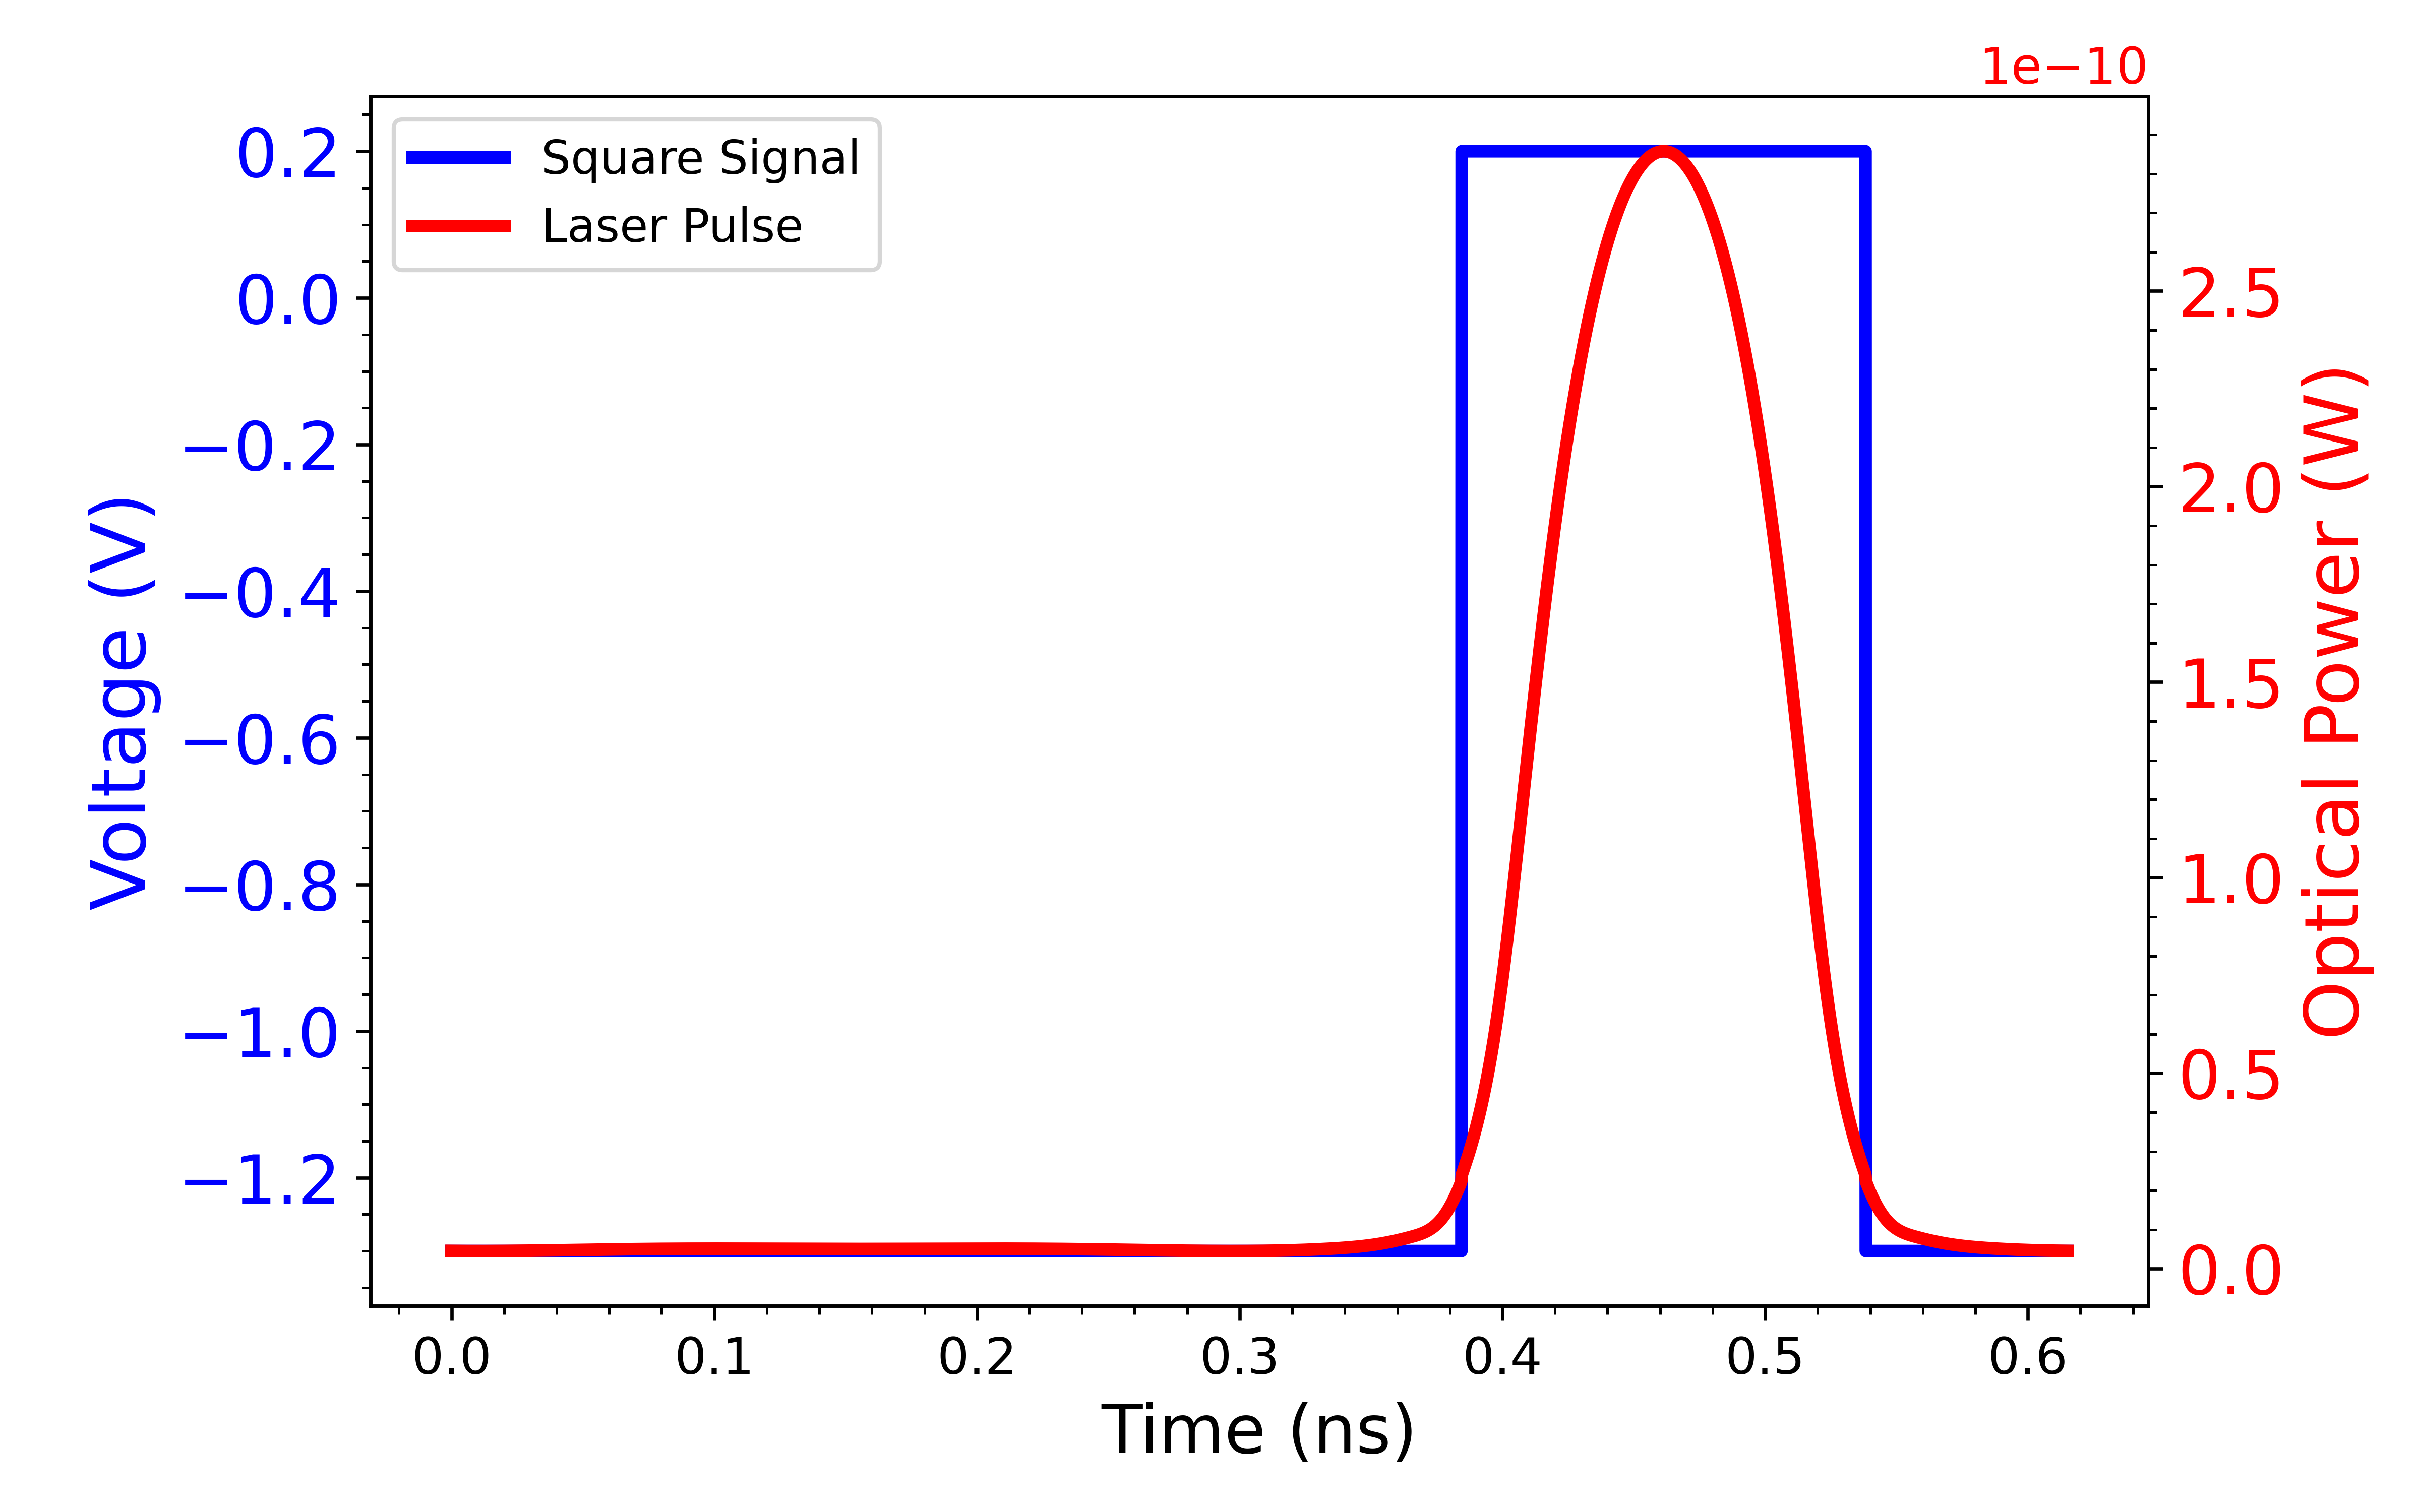 1e−10
Square Signal
Laser Pulse
Voltage (V)
0.2
0.0
−0.2
−0.4
−0.6
−0.8
−1.0
−1.2
2.5
2.0
1.5
1.0
0.5
0.0
Optical Power (W)
0.0 0.1 0.2 0.3 0.4 0.5 0.6
Time (ns)